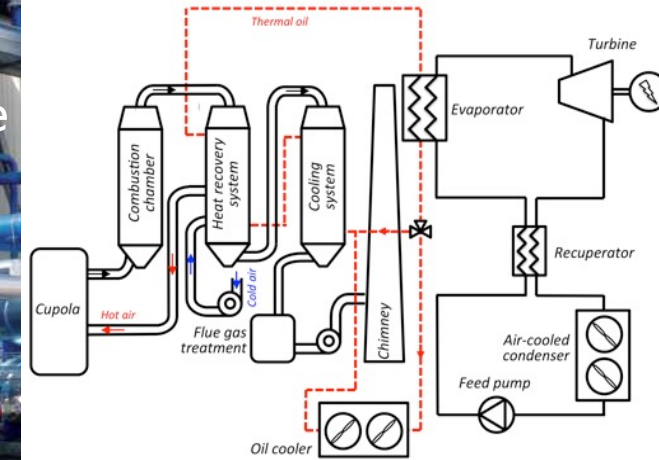 e
Thermal oil
Turbine
Evaporator
Combustion
chamber
Heat recovery
system
Cooling
system
Recuperator
Cupola
Hot air
Cold air
Flue gas
treatment
Chimney
Air-cooled
condenser
Feed pump
Oil cooler